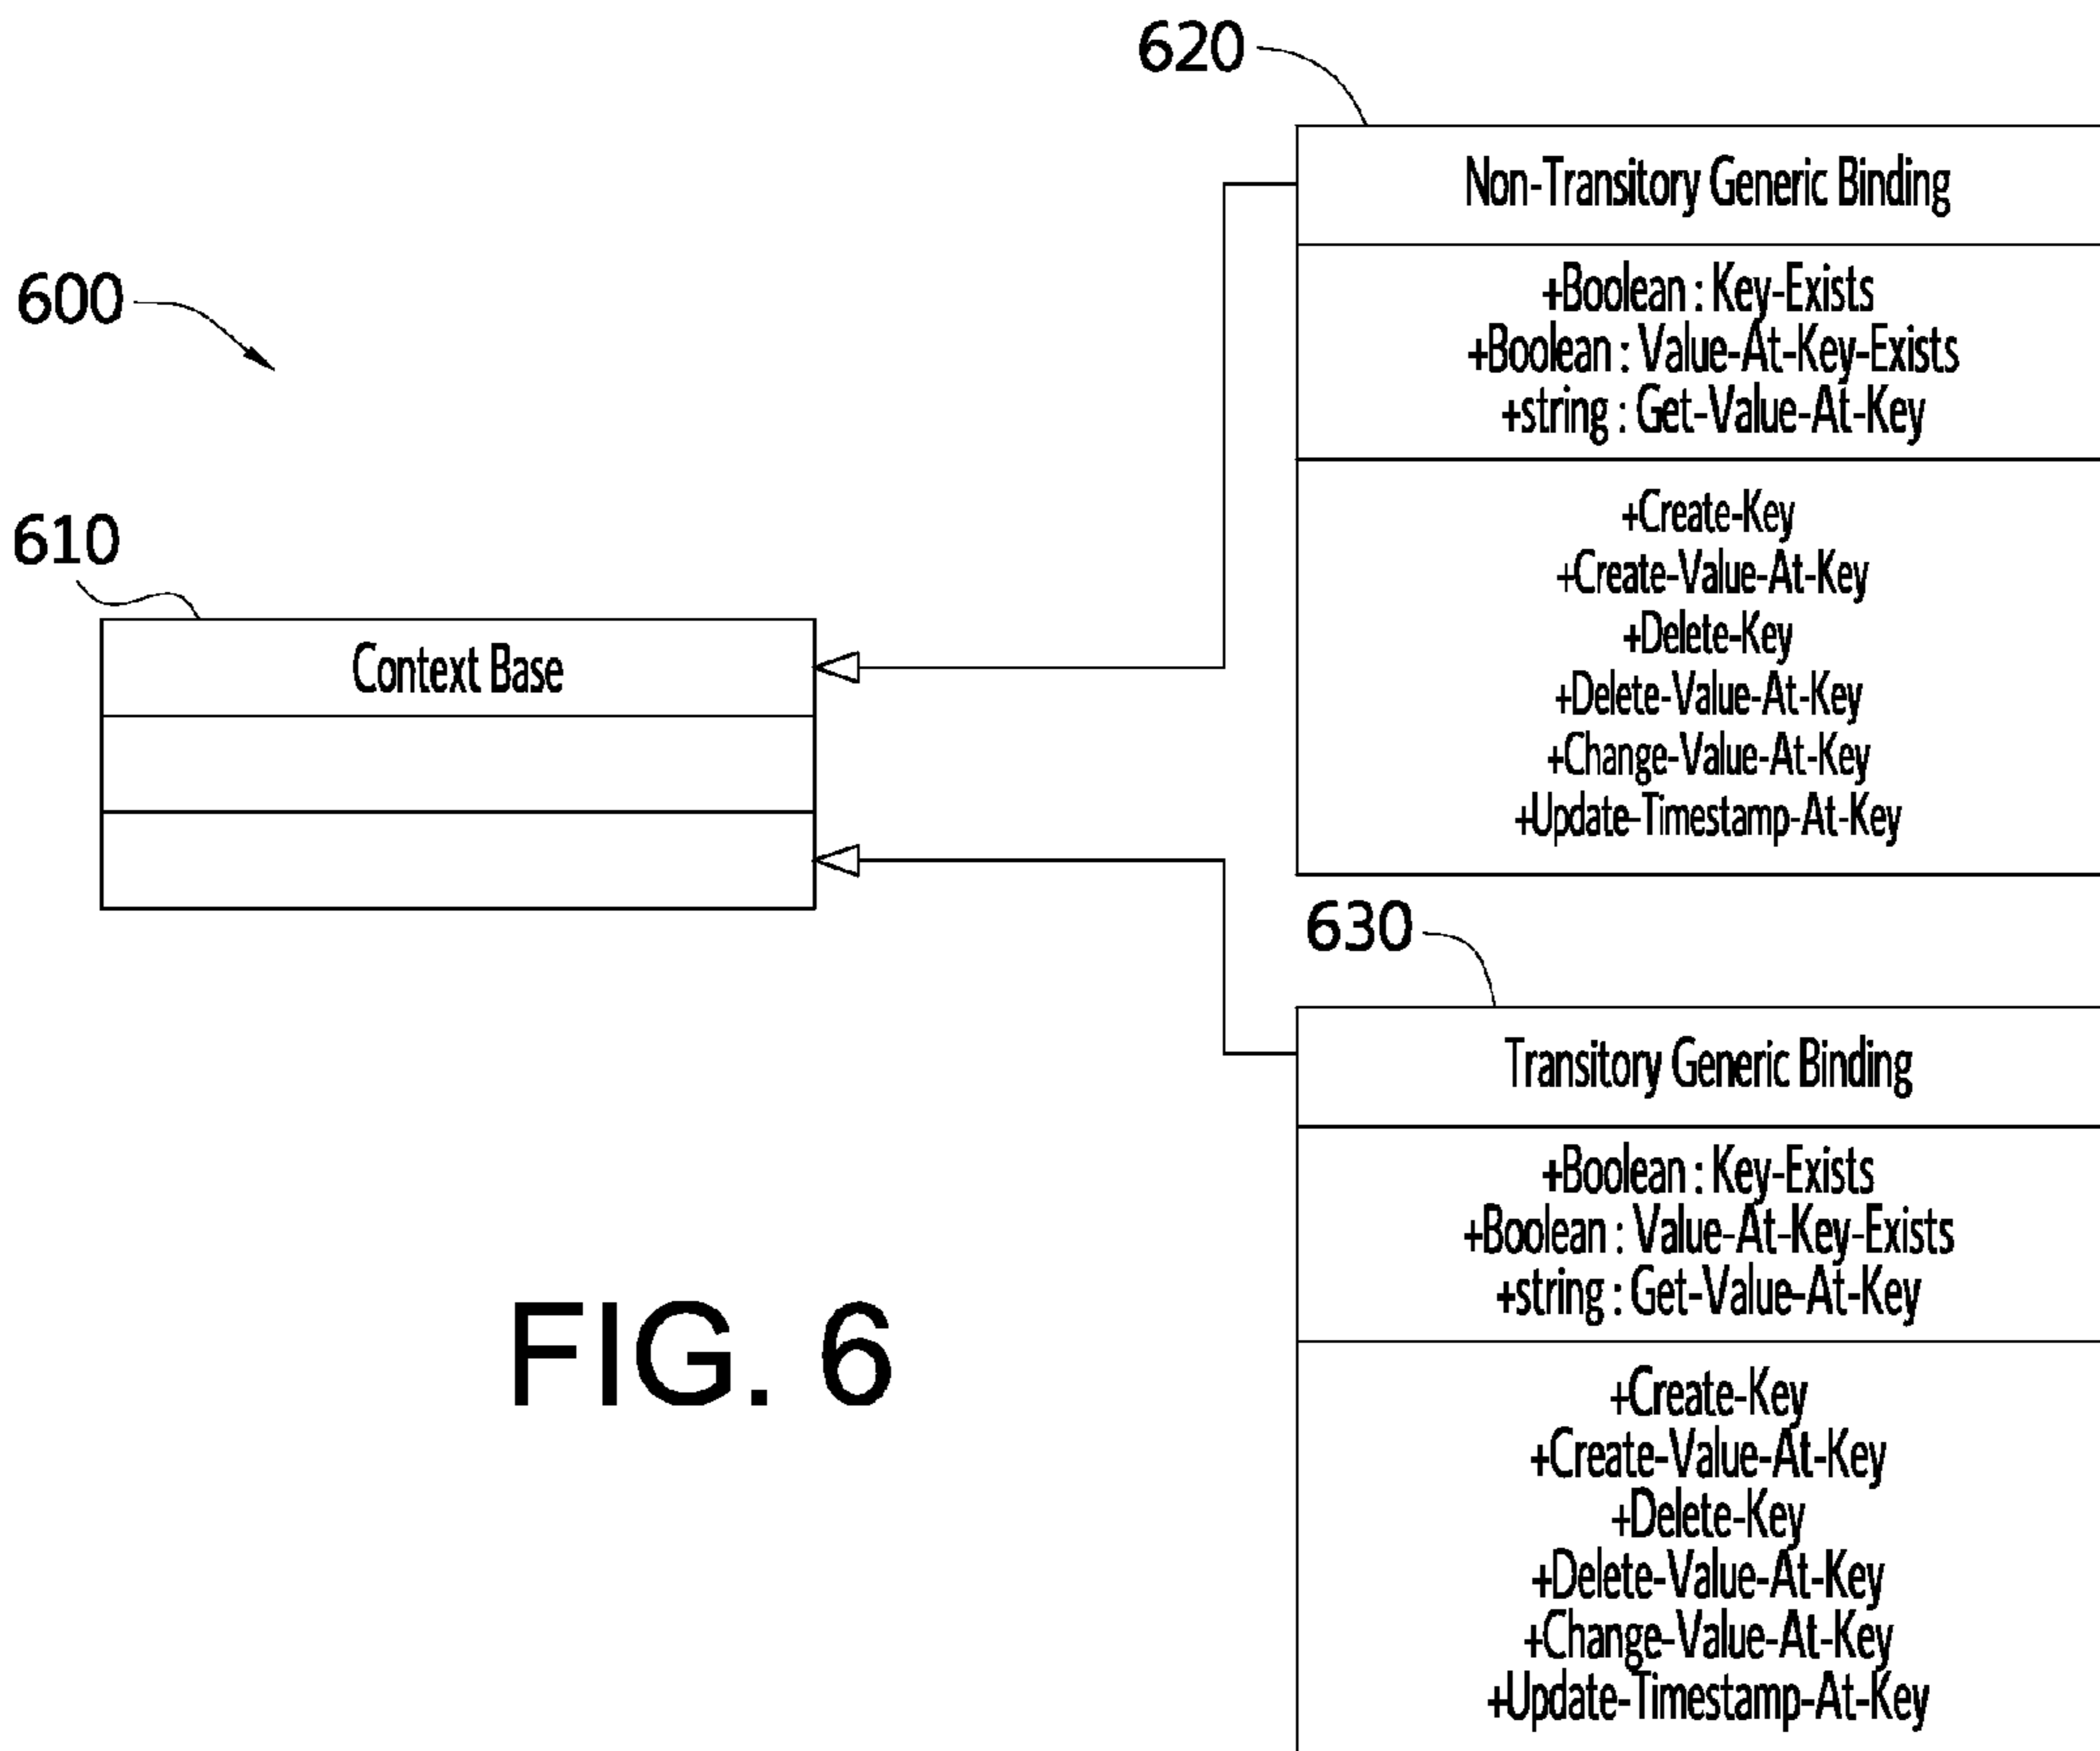 620
Non-Transitory Generic Binding
+Boolean : Key-Exists
+Boolean : Value-At-Key-Exists
+string : Get-Value-At-Key
+Create-Key
+Create-Value-At-Key
+Delete-Key
+Delete-Value-At-Key
+Change-Value-At-Key
+Update-Timestamp-At-Key
600
610
Context Base
630
Transitory Generic Binding
+Boolean : Key-Exists
+Boolean : Value-At-Key-Exists
+string : Get-Value-At-Key
+Create-Key
+Create-Value-At-Key
+Delete-Key
+Delete-Value-At-Key
+Change-Value-At-Key
+Update-Timestamp-At-Key
FIG. 6